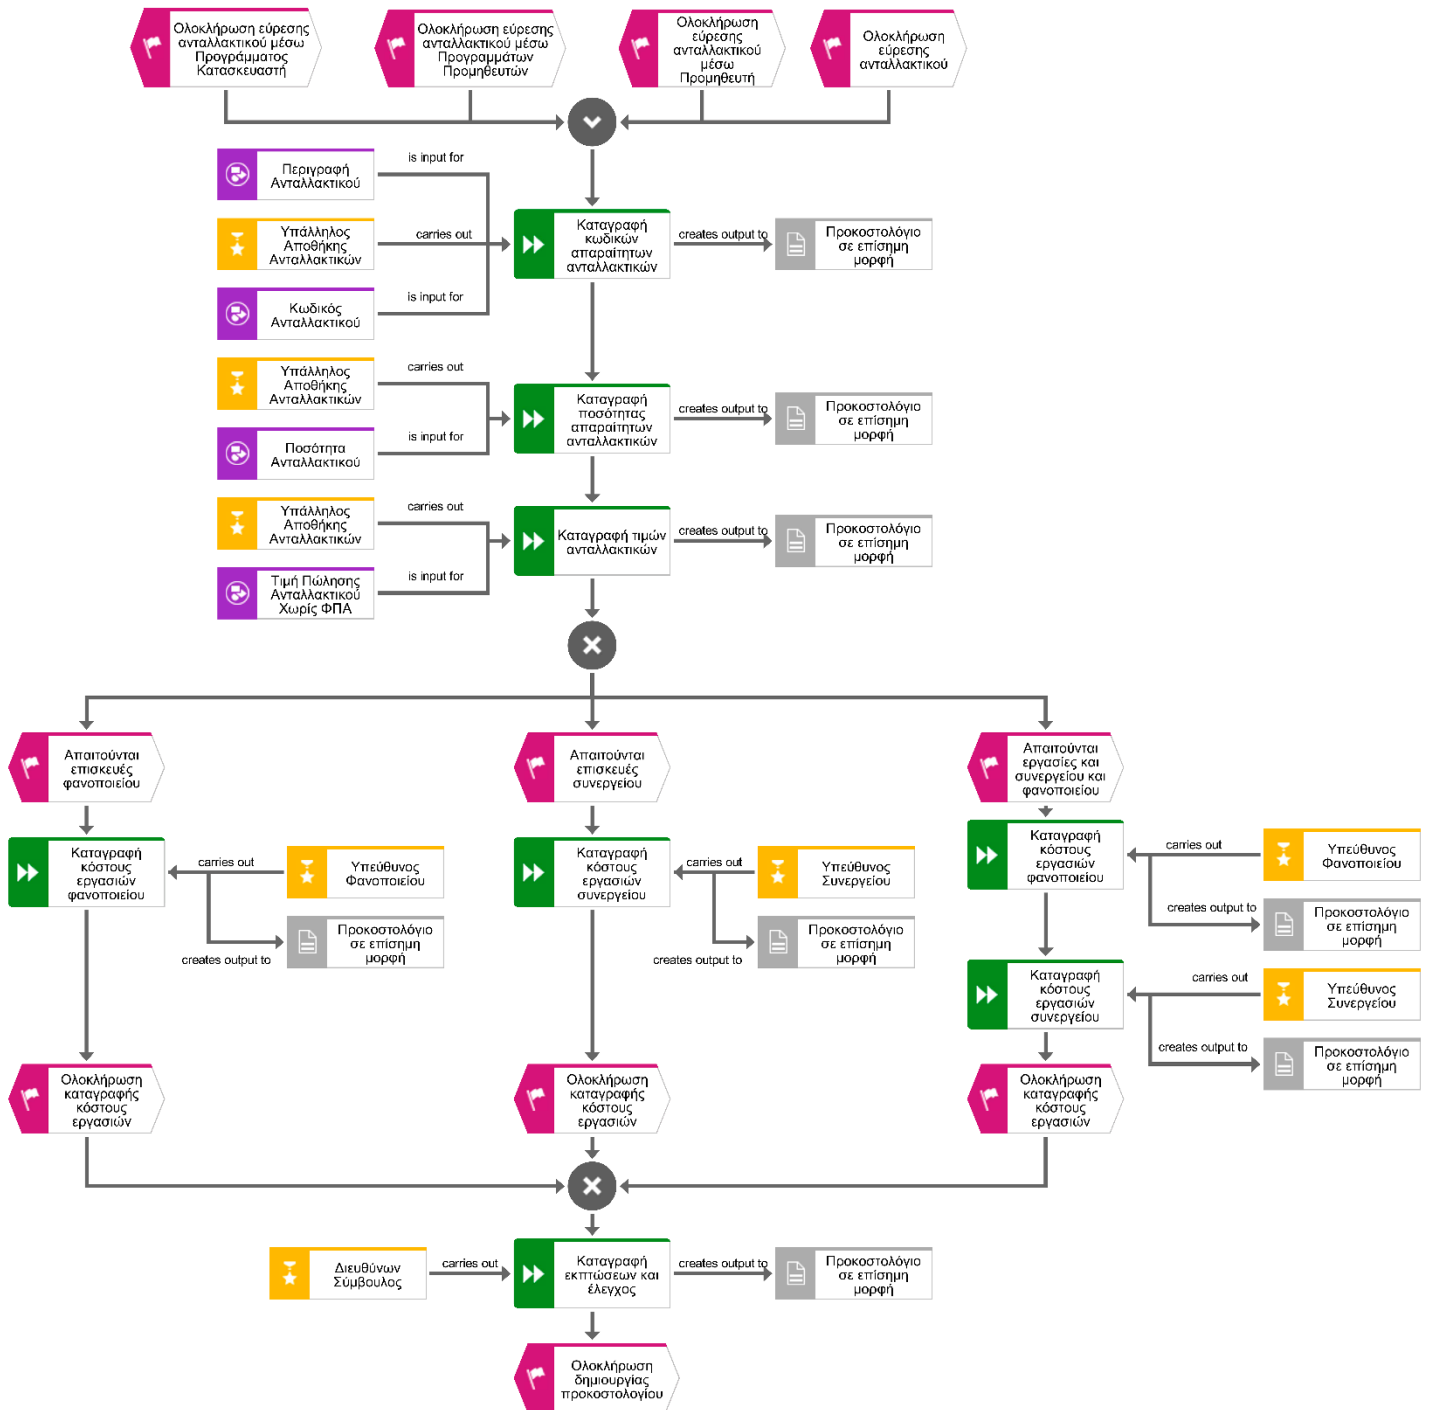 Ολοκλήρωση εύρεσης
ανταλλακτικού μέσω
Προγράμματος
Κατασκευαστή
Ολοκλήρωση εύρεσης
ανταλλακτικού μέσω
Προγραμμάτων
Προμηθευτών
Ολοκλήρωση
εύρεσης
ανταλλακτικού
μέσω
Προμηθευτή
Ολοκλήρωση
εύρεσης
ανταλλακτικού
Περιγραφή
Ανταλλακτικού
is input for
Υπάλληλος
Αποθήκης
Ανταλλακτικών
carries out
Καταγραφή
κωδικών
απαραίτητων
ανταλλακτικών
creates output to
Προκοστολόγιο
σε επίσημη
μορφή
Κωδικός
Ανταλλακτικού
is input for
Υπάλληλος
Αποθήκης
Ανταλλακτικών
carries out
Καταγραφή
ποσότητας
απαραίτητων
ανταλλακτικών
creates output to
Προκοστολόγιο
σε επίσημη
μορφή
Ποσότητα
Ανταλλακτικού
is input for
Υπάλληλος
Αποθήκης
Ανταλλακτικών
carries out
Καταγραφή τιμών
ανταλλακτικών
creates output to
Προκοστολόγιο
σε επίσημη
μορφή
Τιμή Πώλησης
Ανταλλακτικού
Χωρίς ΦΠΑ
is input for
Απαιτούνται
επισκευές
φανοποιείου
Απαιτούνται
επισκευές
συνεργείου
Απαιτούνται
εργασίες και
συνεργείου και
φανοποιείου
Καταγραφή
κόστους
εργασιών
φανοποιείου
carries out
Υπεύθυνος
Φανοποιείου
creates output to
Προκοστολόγιο
σε επίσημη
μορφή
Καταγραφή
κόστους
εργασιών
συνεργείου
carries out
Υπεύθυνος
Συνεργείου
creates output to
Προκοστολόγιο
σε επίσημη
μορφή
Καταγραφή
κόστους
εργασιών
φανοποιείου
carries out
Υπεύθυνος
Φανοποιείου
creates output to
Προκοστολόγιο
σε επίσημη
μορφή
Καταγραφή
κόστους
εργασιών
συνεργείου
carries out
Υπεύθυνος
Συνεργείου
creates output to
Προκοστολόγιο
σε επίσημη
μορφή
Ολοκλήρωση
καταγραφής
κόστους
εργασιών
Ολοκλήρωση
καταγραφής
κόστους
εργασιών
Ολοκλήρωση
καταγραφής
κόστους
εργασιών
Διευθύνων
Σύμβουλος
carries out
Καταγραφή
εκπτώσεων και
έλεγχος
creates output to
Προκοστολόγιο
σε επίσημη
μορφή
Ολοκλήρωση
δημιουργίας
προκοστολογίου